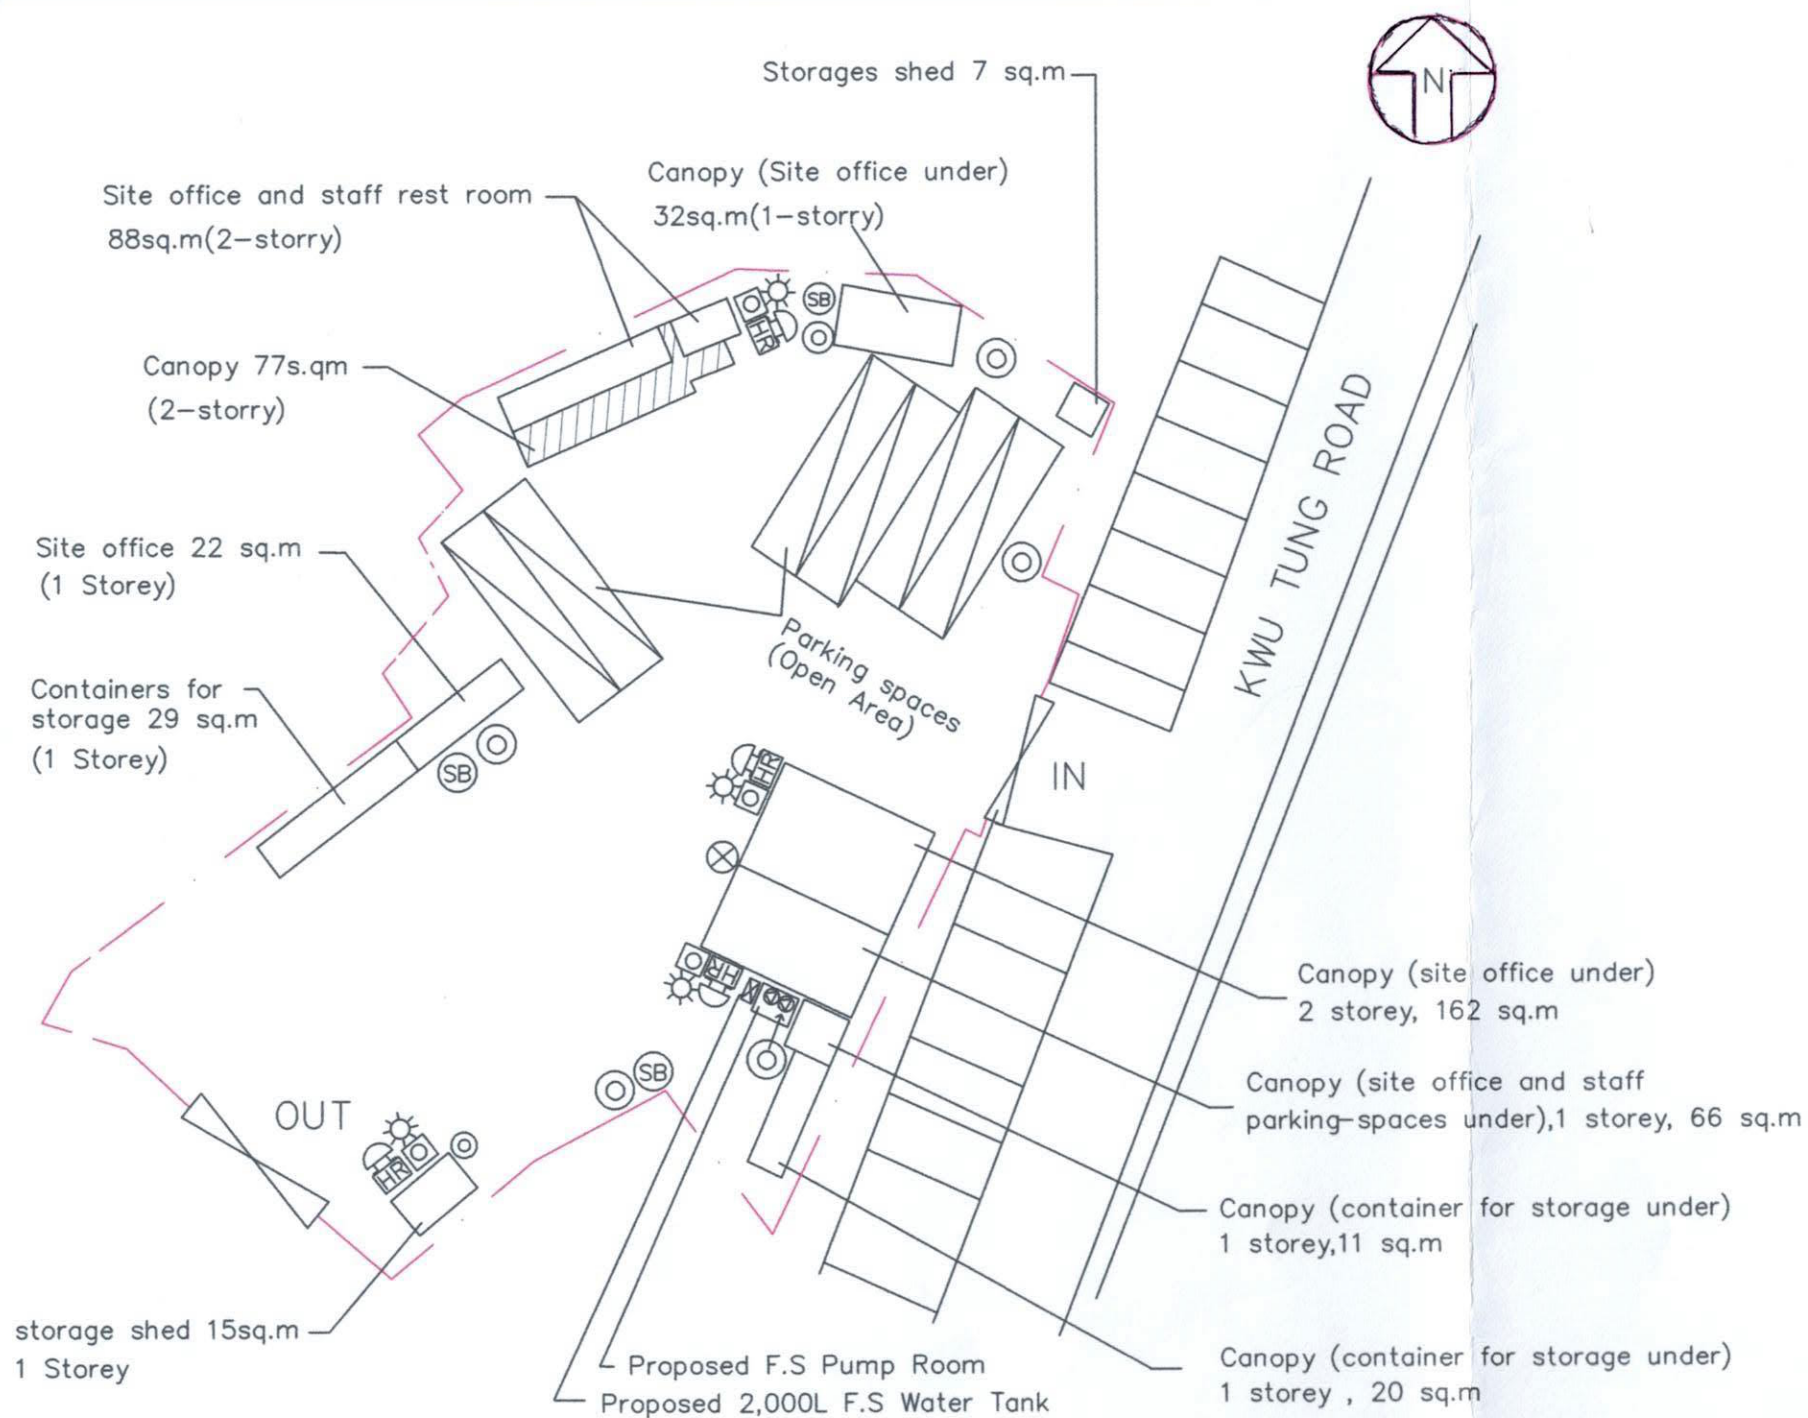 N
Storages shed 7 sq.m
Canopy (Site office under)
32sq.m(1-storry)
Site office and staff rest room
88sq.m(2-storry)
SB
HR
Canopy 77s.qm
(2-storry)
KWU TUNG ROAD
Site office 22 sq.m
(1 Storey)
Parking spaces
(Open Area)
Containers for
storage 29 sq.m
(1 Storey)
SB
HR
IN
HR
Canopy (site office under)
2 storey, 162 sq.m
SB
Canopy (site office and staff
parking-spaces under),1 storey, 66 sq.m
OUT
HR
Canopy (container for storage under)
1 storey,11 sq.m
storage shed 15sq.m
1 Storey
Proposed F.S Pump Room
Proposed 2,000L F.S Water Tank
Canopy (container for storage under)
1 storey , 20 sq.m